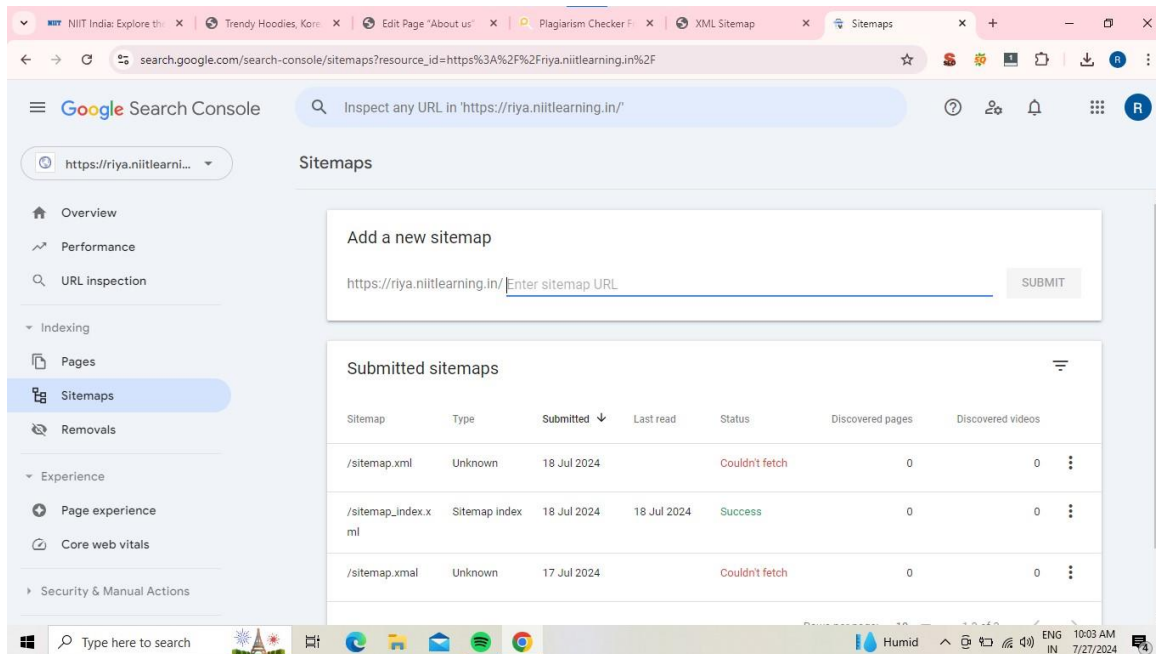 NIIT India: Explore the
Trendy Hoodies, Kore
Edit Page "About us"
Plagiarism Checker F
XML Sitemap
Sitemaps
search.google.com/search-console/sitemaps?resource_id=https%3A%2F%2Friya.niitlearning.in%2F
R
Google Search Console
Inspect any URL in 'https://riya.niitlearning.in/'
R
https://riya.niitlearni...
Sitemaps
Overview
Performance
URL inspection
Indexing
Pages
Sitemaps
Removals
Experience
Page experience
Core web vitals
Security & Manual Actions
Add a new sitemap
https://riya.niitlearning.in/ Enter sitemap URL
SUBMIT
Submitted sitemaps
Sitemap Type Submitted Last read Status Discovered pages Discovered videos
/sitemap.xml Unknown 18 Jul 2024 Couldn't fetch 0 0
/sitemap_index.x Sitemap index 18 Jul 2024 18 Jul 2024 Success 0 0
ml
/sitemap.xmal Unknown 17 Jul 2024 Couldn't fetch 0 0
Type here to search
Humid
ENG
IN
10:03 AM
7/27/2024
4